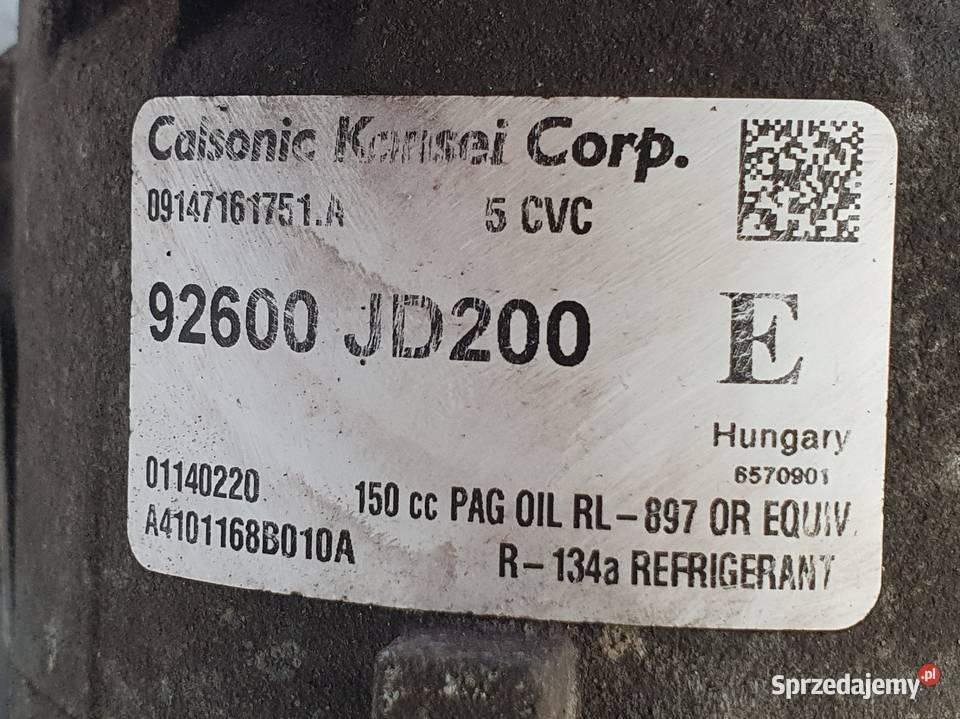 Calsonic Kansei Corp.
09147161751.A 5 CVC
92600 JD200 E
Hungary
6570901
01140220
150 cc PAG OIL RL-897 OR EQUIV.
A4101168B010A
R-134a REFRIGERANT
Sprzedajemy.pl